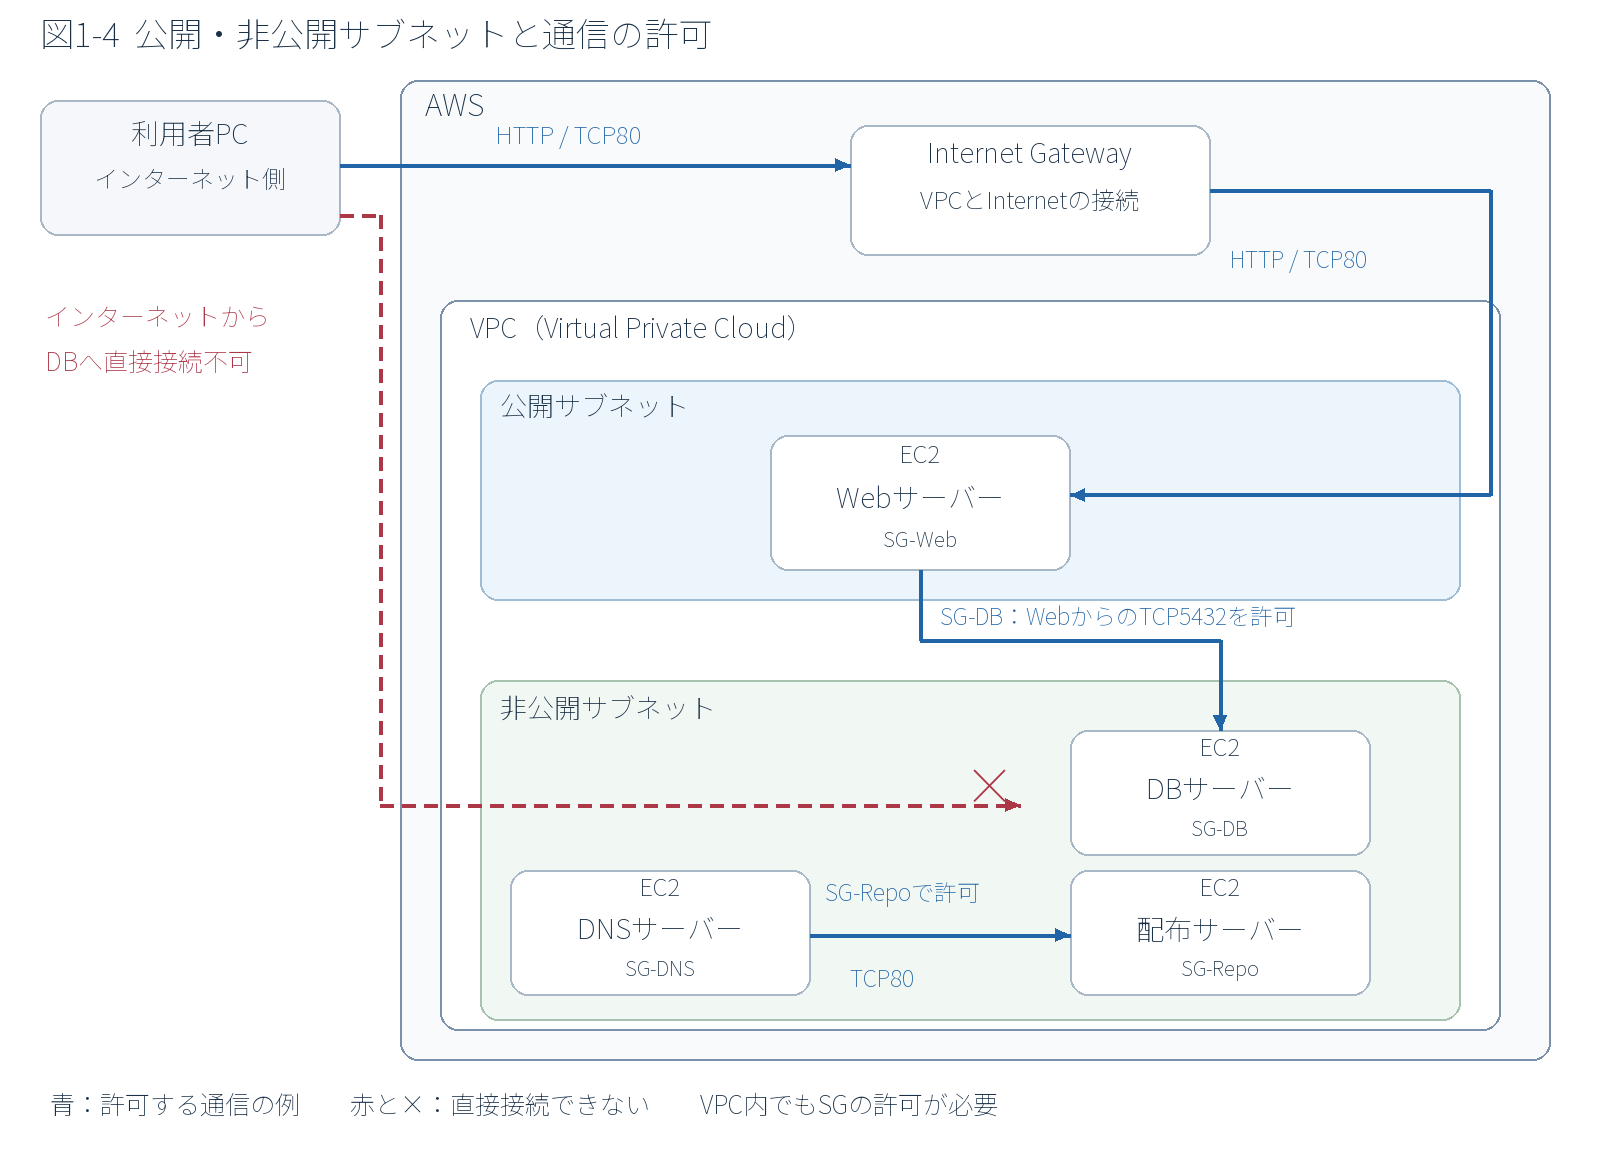 図1-4 公開・非公開サブネットと通信の許可
AWS
利用者PC
インターネット側
HTTP / TCP80
Internet Gateway
VPCとInternetの接続
HTTP / TCP80
インターネットから
DBへ直接接続不可
VPC（Virtual Private Cloud）
公開サブネット
EC2
Webサーバー
SG-Web
SG-DB：WebからのTCP5432を許可
非公開サブネット
EC2
DBサーバー
SG-DB
EC2
DNSサーバー
SG-DNS
SG-Repoで許可
TCP80
EC2
配布サーバー
SG-Repo
青：許可する通信の例 赤と×：直接接続できない VPC内でもSGの許可が必要